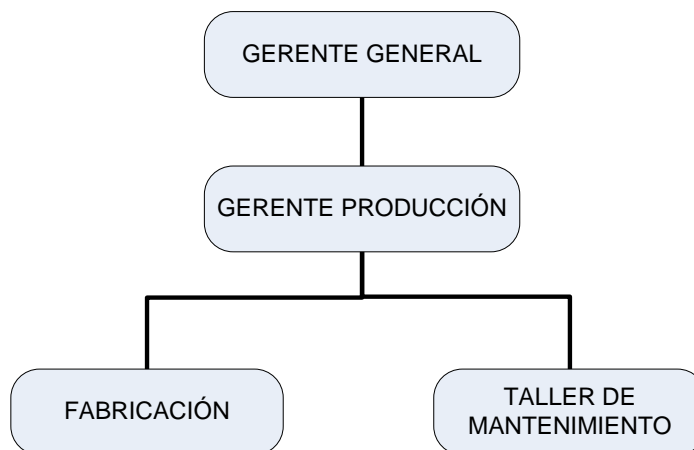 GERENTE GENERAL
GERENTE PRODUCCIÓN
FABRICACIÓN
TALLER DE
MANTENIMIENTO